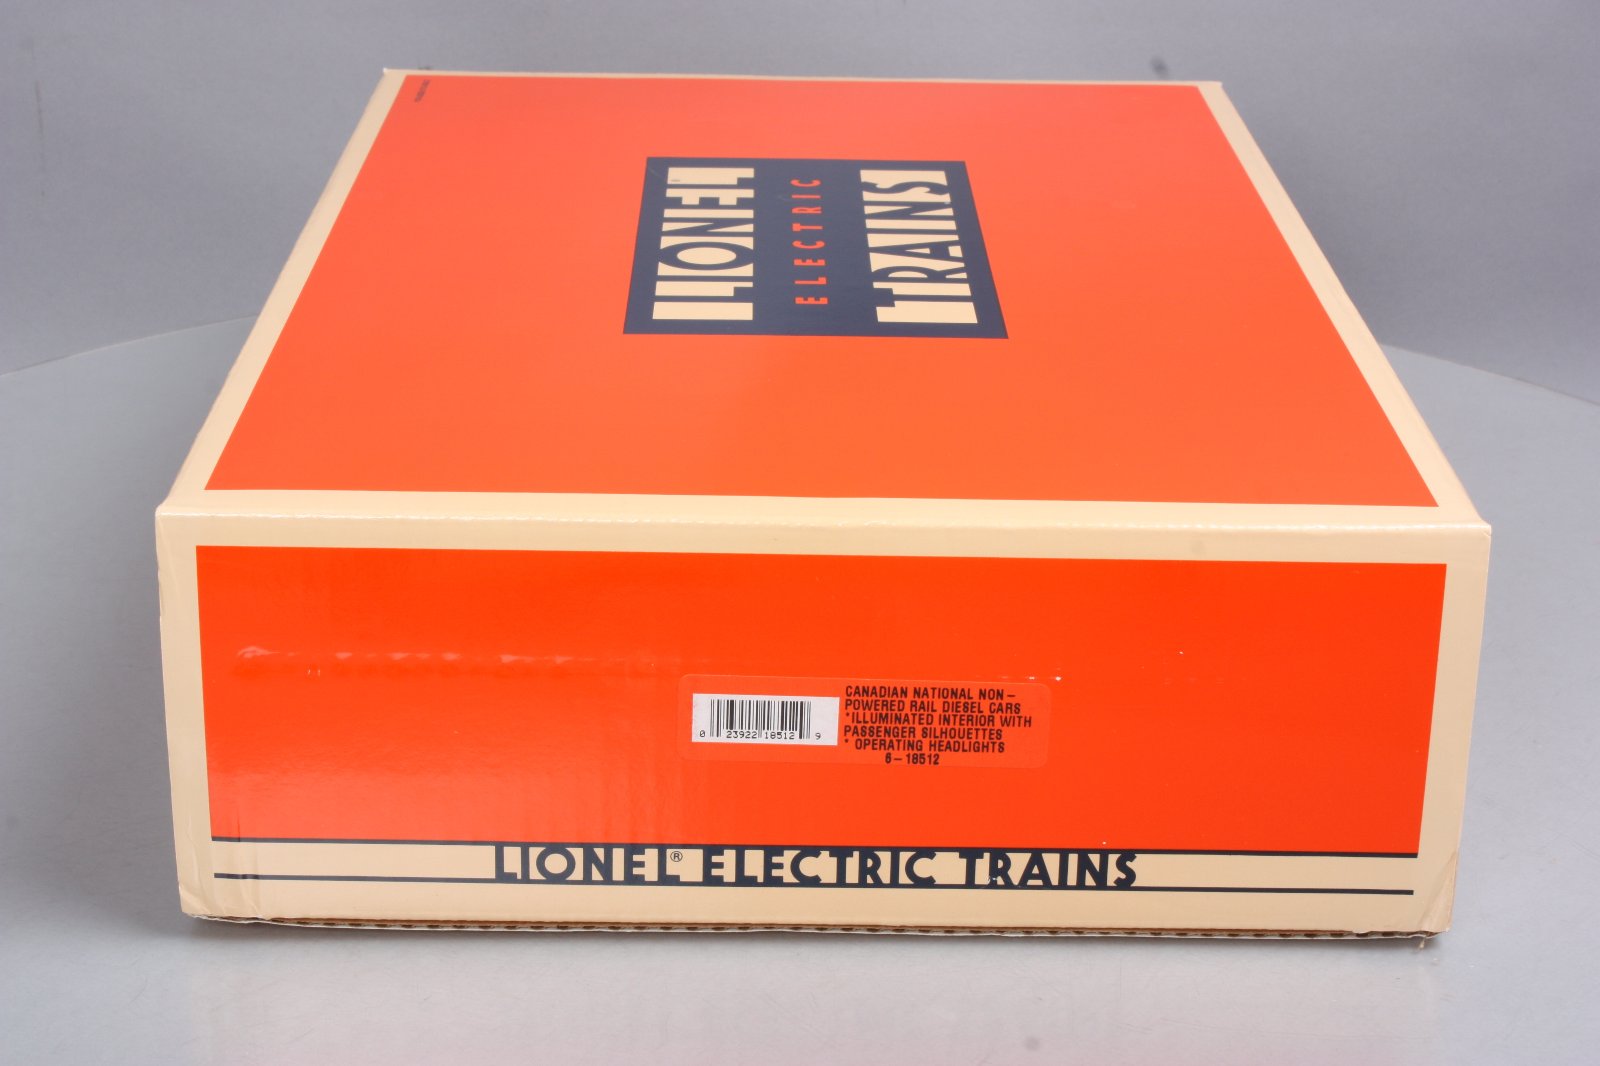 LIONEL
ELECTRIC
TRAINS
CANADIAN NATIONAL NON-
POWERED RAIL DIESEL CARS
*ILLUMINATED INTERIOR WITH
PASSENGER SILHOUETTES
* OPERATING HEADLIGHTS
6-18512
0 23922 18512 9
LIONEL® ELECTRIC TRAINS